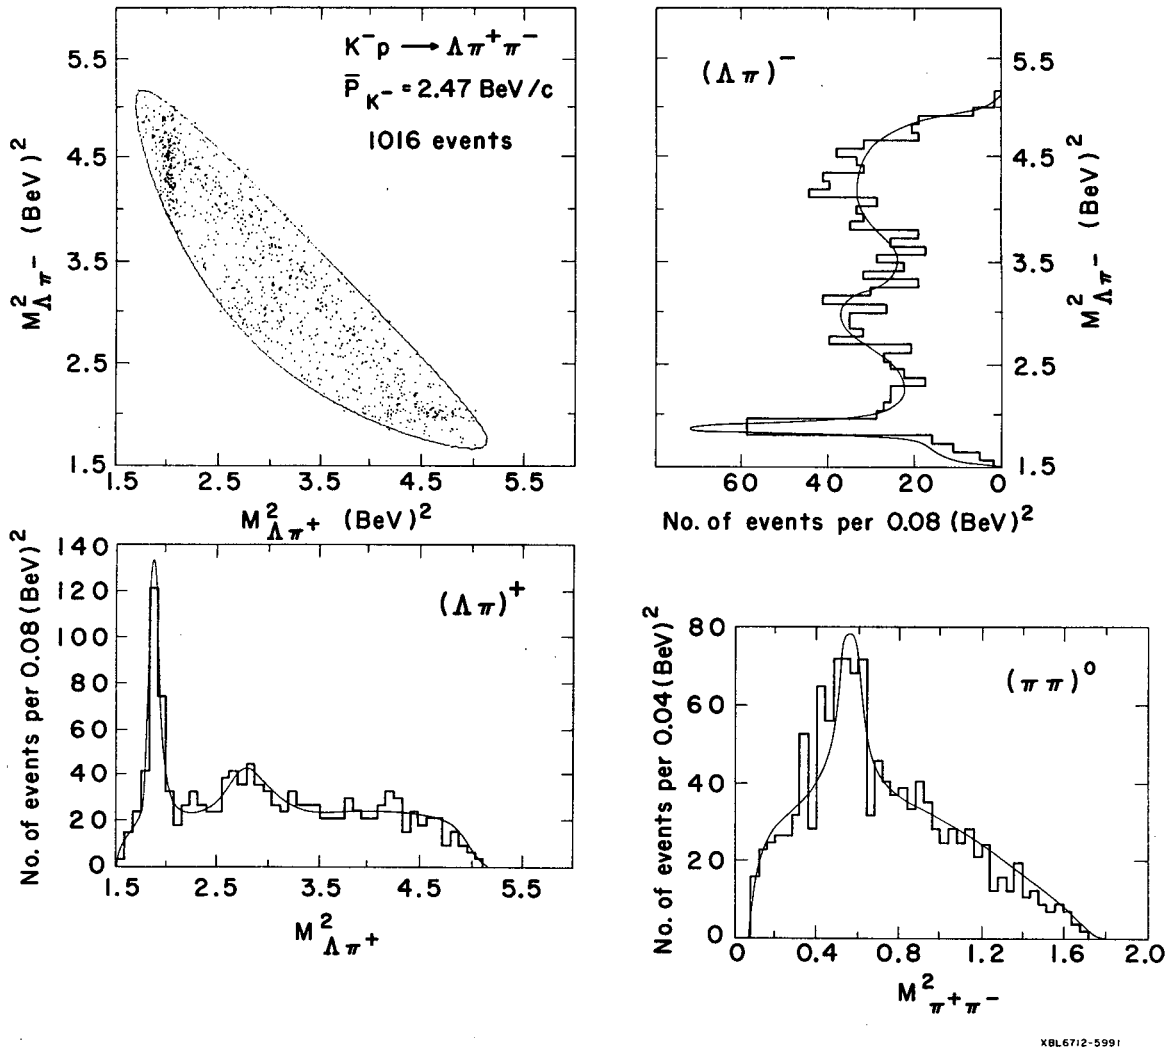 K⁻p → Λπ⁺π⁻
P̅K⁻ = 2.47 BeV/c
1016 events
5.5
4.5
3.5
2.5
1.5
M²Λπ⁻ (BeV)²
1.5 2.5 3.5 4.5 5.5
M²Λπ⁺ (BeV)²
(Λπ)⁻
5.5
4.5
3.5
2.5
1.5
M²Λπ⁻ (BeV)²
60 40 20 0
No. of events per 0.08 (BeV)²
(Λπ)⁺
140
120
100
80
60
40
20
0
No. of events per 0.08 (BeV)²
1.5 2.5 3.5 4.5 5.5
M²Λπ⁺
(ππ)⁰
80
60
40
20
0
No. of events per 0.04 (BeV)²
0 0.4 0.8 1.2 1.6 2.0
M²π⁺π⁻
XBL6712-5991